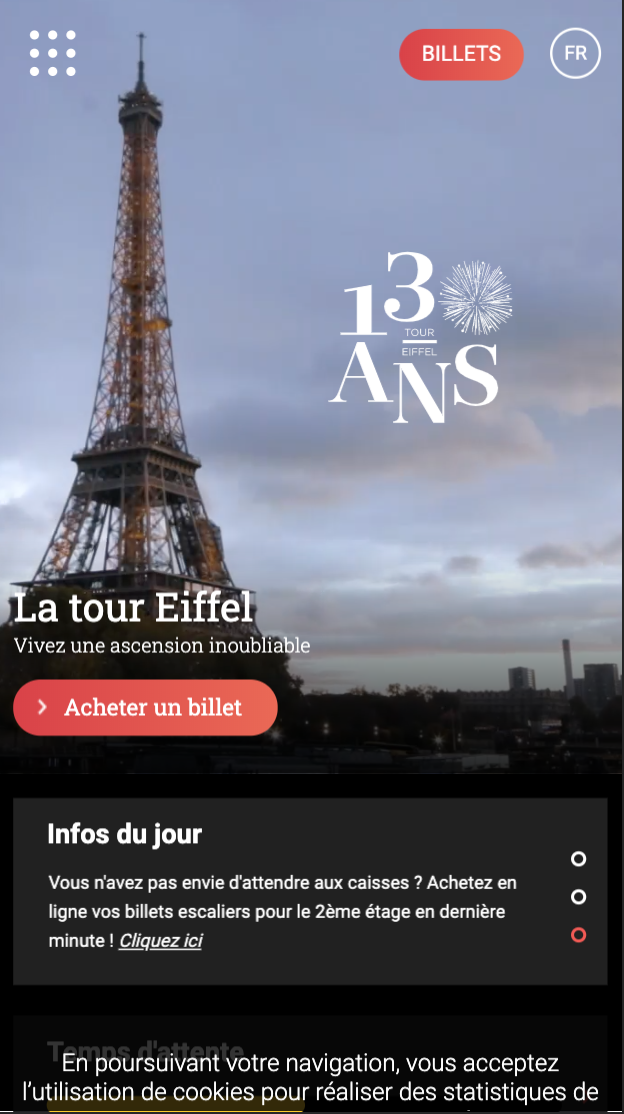 BILLETS
FR
130
TOUR
EIFFEL
ANS
La tour Eiffel
Vivez une ascension inoubliable
Acheter un billet
Infos du jour
Vous n'avez pas envie d'attendre aux caisses ? Achetez en
ligne vos billets escaliers pour le 2ème étage en dernière
minute ! Cliquez ici
Temps d'attente
En poursuivant votre navigation, vous acceptez
l'utilisation de cookies pour réaliser des statistiques de